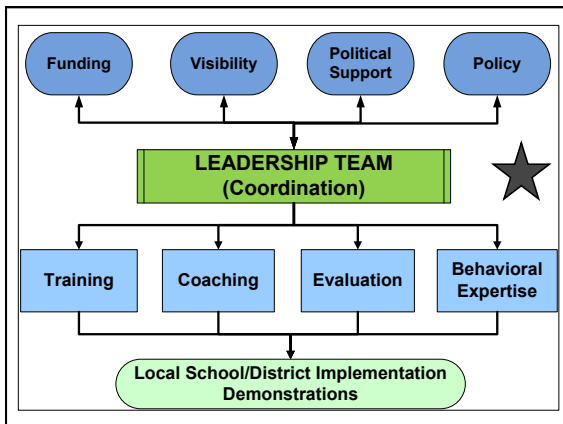 Funding
Visibility
Political
Support
Policy
LEADERSHIP TEAM
(Coordination)
Training
Coaching
Evaluation
Behavioral
Expertise
Local School/District Implementation
Demonstrations